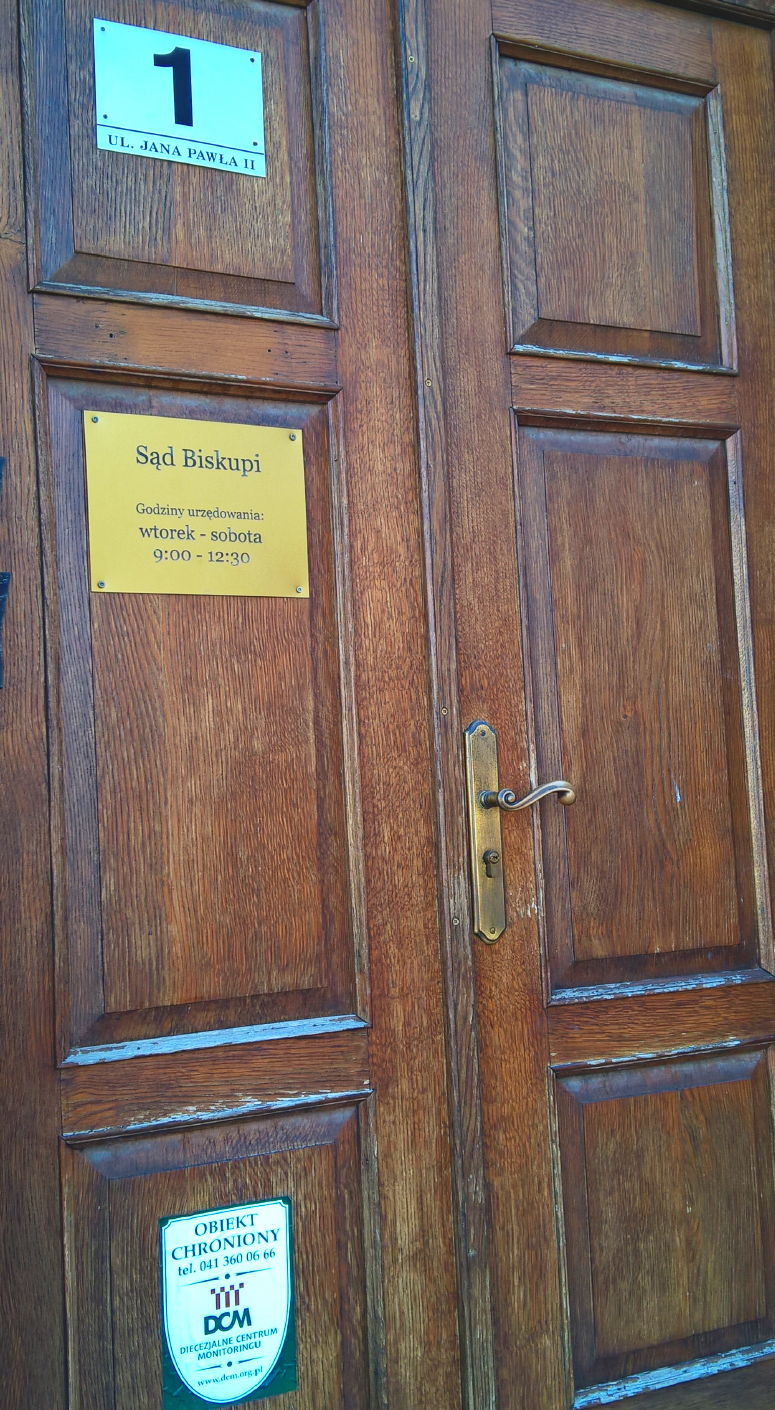 1
UL. JANA PAWŁA II
Sąd Biskupi
Godziny urzędowania:
wtorek - sobota
9:00 - 12:30
OBIEKT
CHRONIONY
tel. 041 360 06 66
DCM
DIECEZJALNE CENTRUM
MONITORINGU
www.dcm.org.pl